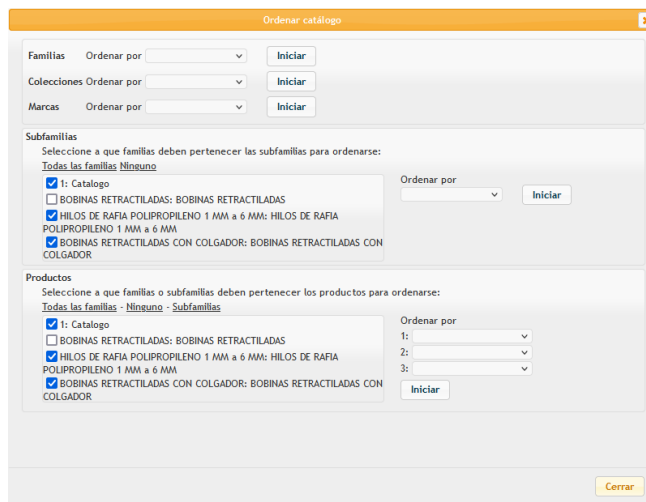 Ordenar catálogo
Familias Ordenar por Iniciar
Colecciones Ordenar por Iniciar
Marcas Ordenar por Iniciar
Subfamilias
Seleccione a que familias deben pertenecer las subfamilias para ordenarse:
Todas las familias Ninguno
1: Catalogo
BOBINAS RETRACTILADAS: BOBINAS RETRACTILADAS
HILOS DE RAFIA POLIPROPILENO 1 MM a 6 MM: HILOS DE RAFIA
POLIPROPILENO 1 MM a 6 MM
BOBINAS RETRACTILADAS CON COLGADOR: BOBINAS RETRACTILADAS CON
COLGADOR
Ordenar por
Iniciar
Productos
Seleccione a que familias o subfamilias deben pertenecer los productos para ordenarse:
Todas las familias - Ninguno - Subfamilias
1: Catalogo
BOBINAS RETRACTILADAS: BOBINAS RETRACTILADAS
HILOS DE RAFIA POLIPROPILENO 1 MM a 6 MM: HILOS DE RAFIA
POLIPROPILENO 1 MM a 6 MM
BOBINAS RETRACTILADAS CON COLGADOR: BOBINAS RETRACTILADAS CON
COLGADOR
Ordenar por
1:
2:
3:
Iniciar
Cerrar